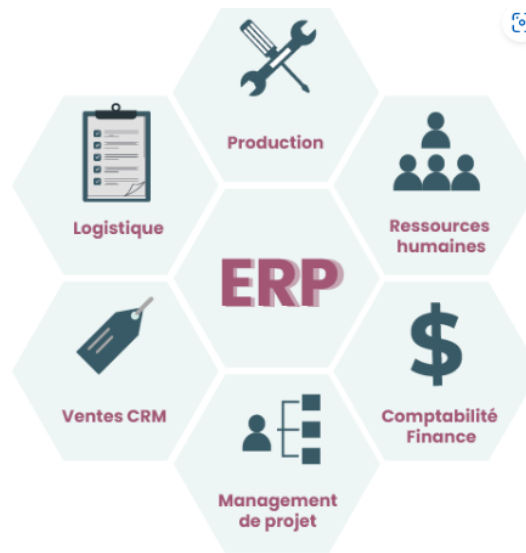 Production
Logistique
Ressources
humaines
ERP
Ventes CRM
Comptabilité
Finance
Management
de projet